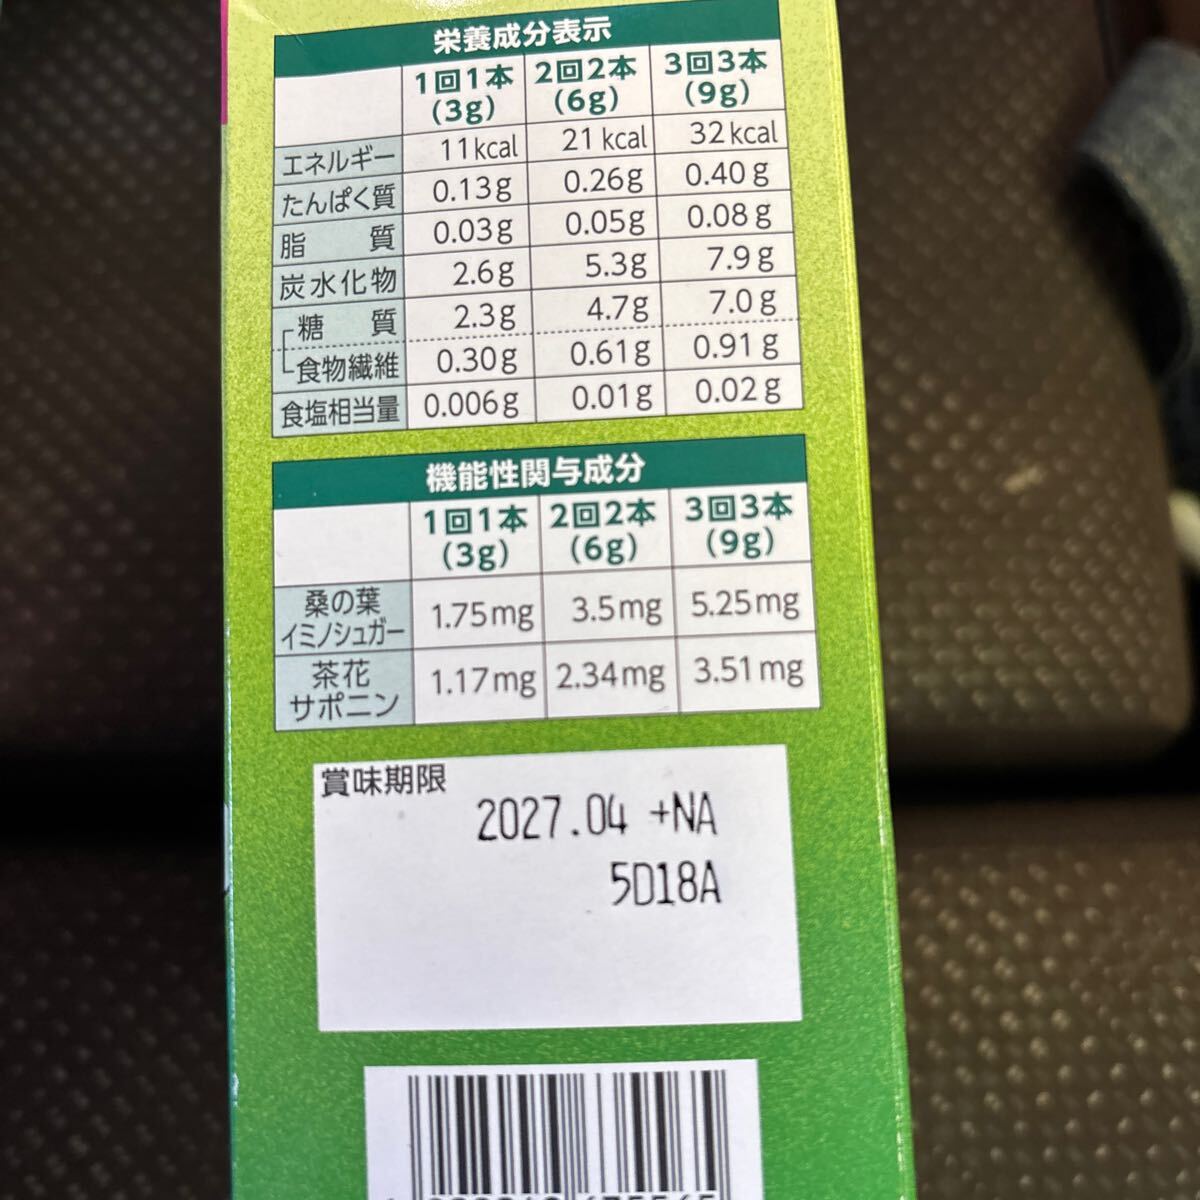 栄養成分表示
1回1本 2回2本 3回3本
(3g) (6g) (9g)
エネルギー 11kcal 21kcal 32kcal
たんぱく質 0.13g 0.26g 0.40g
脂 質 0.03g 0.05g 0.08g
炭水化物 2.6g 5.3g 7.9g
糖 質 2.3g 4.7g 7.0g
食物繊維 0.30g 0.61g 0.91g
食塩相当量 0.006g 0.01g 0.02g
機能性関与成分
1回1本 2回2本 3回3本
(3g) (6g) (9g)
桑の葉
イミノシュガー 1.75mg 3.5mg 5.25mg
茶花
サポニン 1.17mg 2.34mg 3.51mg
賞味期限
2027.04 +NA
5D18A